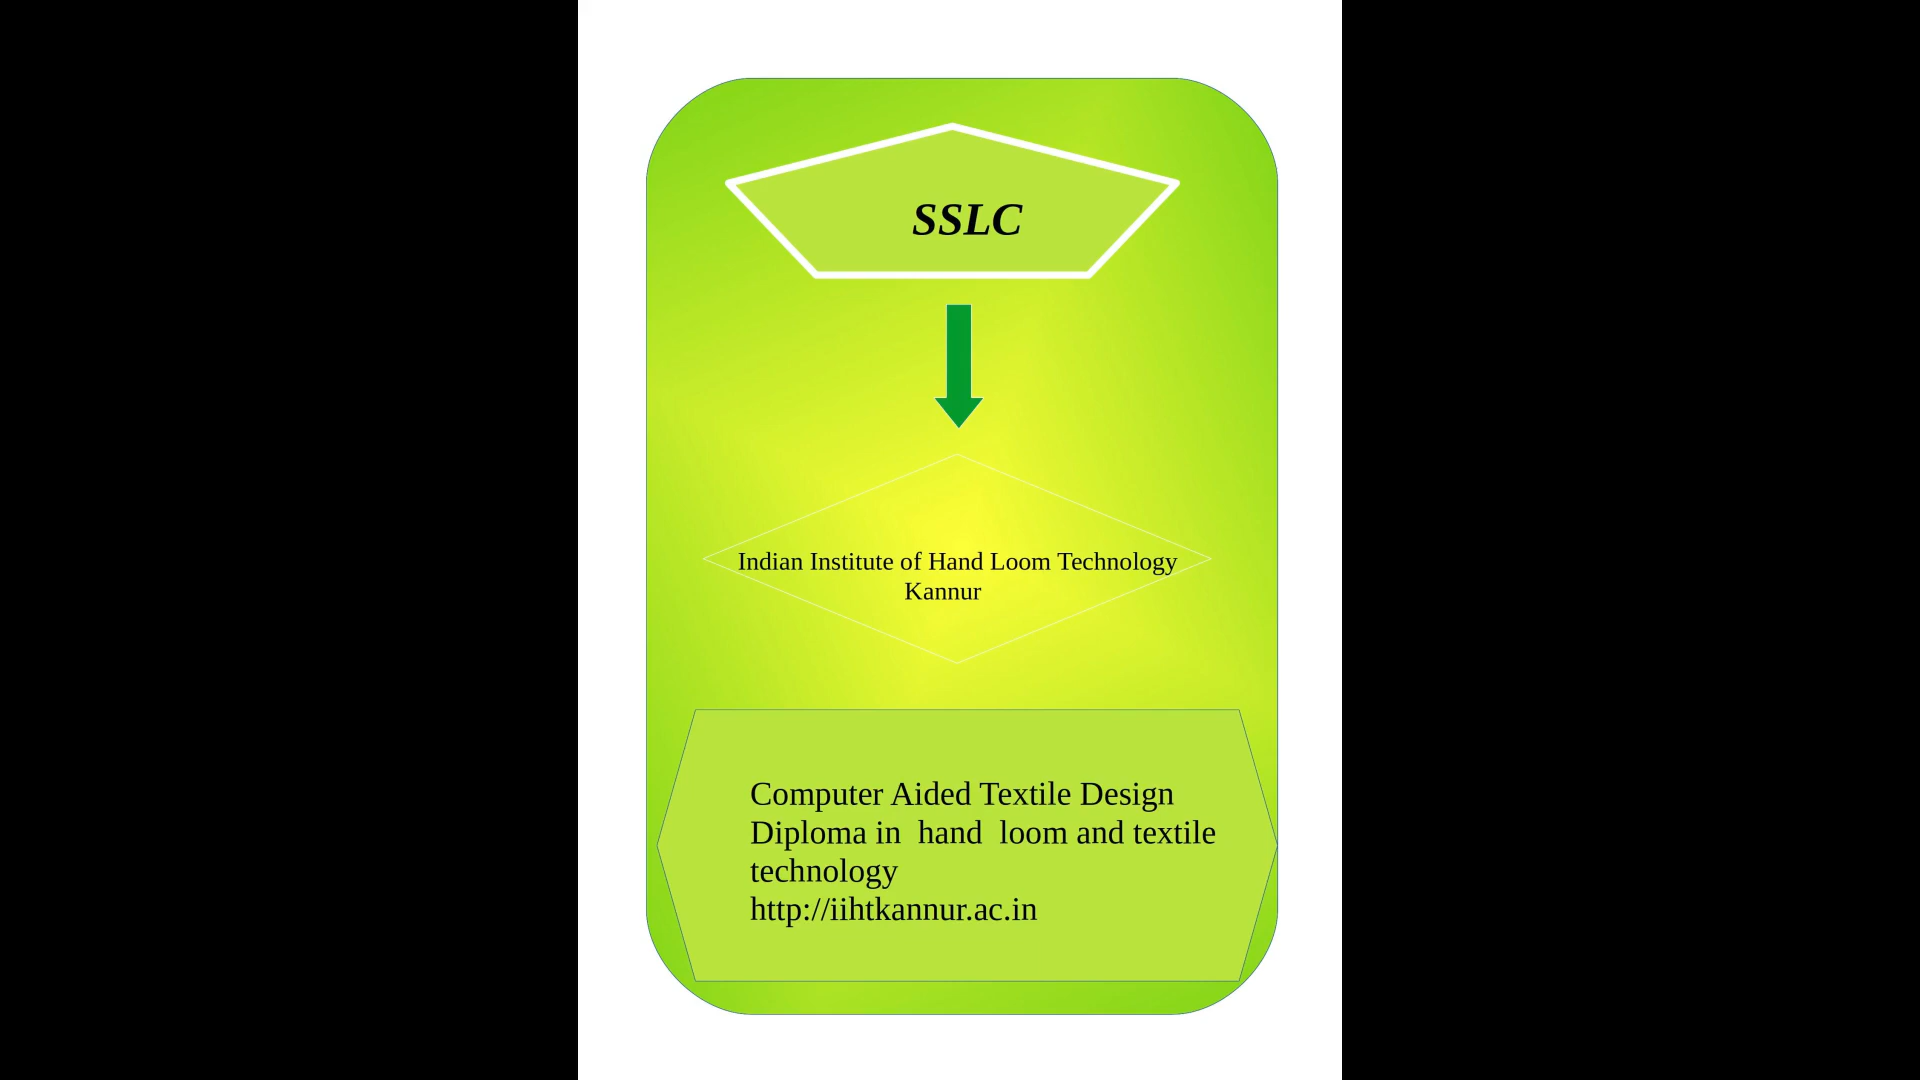 SSLC
Indian Institute of Hand Loom Technology
Kannur
Computer Aided Textile Design
Diploma in  hand  loom and textile
technology
http://iihtkannur.ac.in